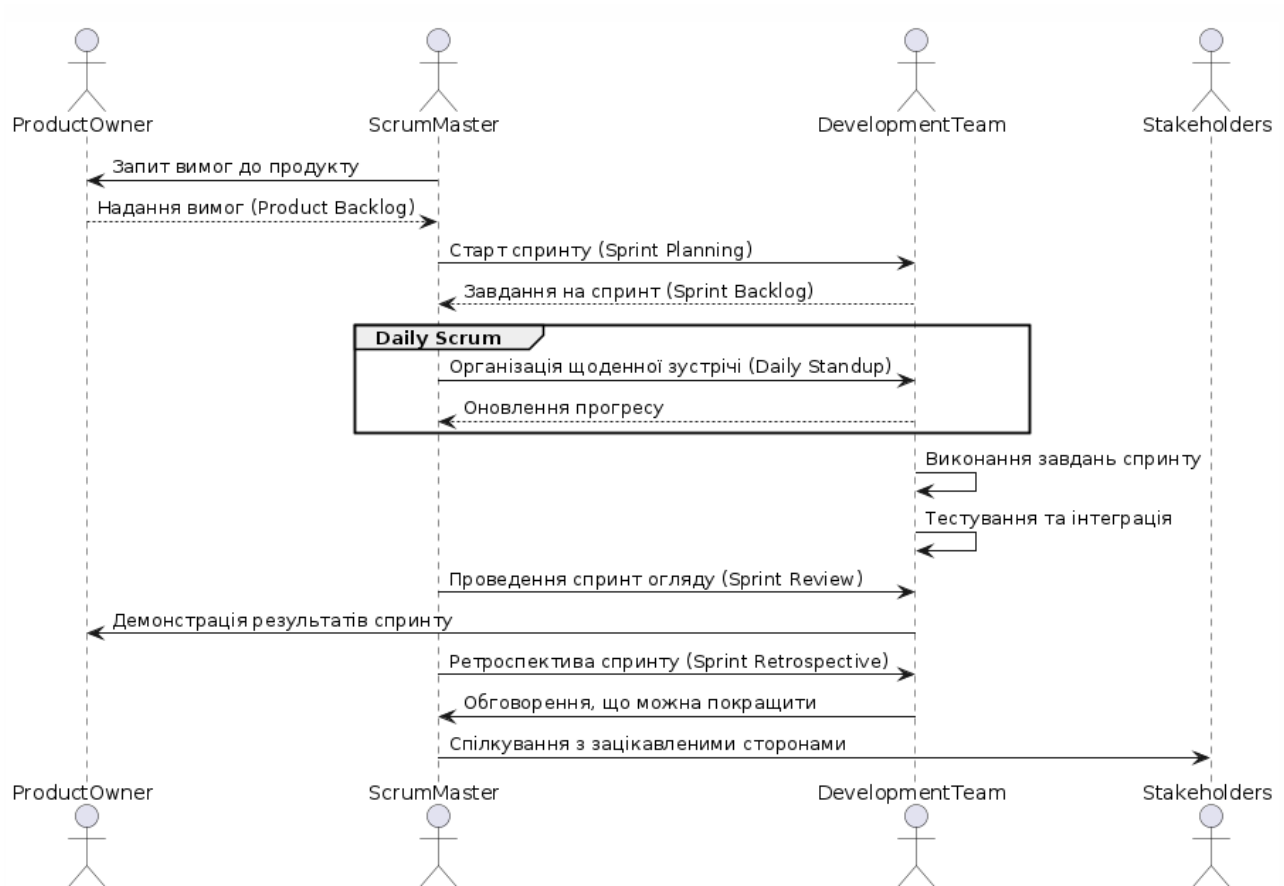 ProductOwner ScrumMaster DevelopmentTeam Stakeholders
Запит вимог до продукту
Надання вимог (Product Backlog)
Старт спринту (Sprint Planning)
Завдання на спринт (Sprint Backlog)
Daily Scrum
Організація щоденної зустрічі (Daily Standup)
Оновлення прогресу
Виконання завдань спринту
Тестування та інтеграція
Проведення спринт огляду (Sprint Review)
Демонстрація результатів спринту
Ретроспектива спринту (Sprint Retrospective)
Обговорення, що можна покращити
Спілкування з зацікавленими сторонами
ProductOwner ScrumMaster DevelopmentTeam Stakeholders